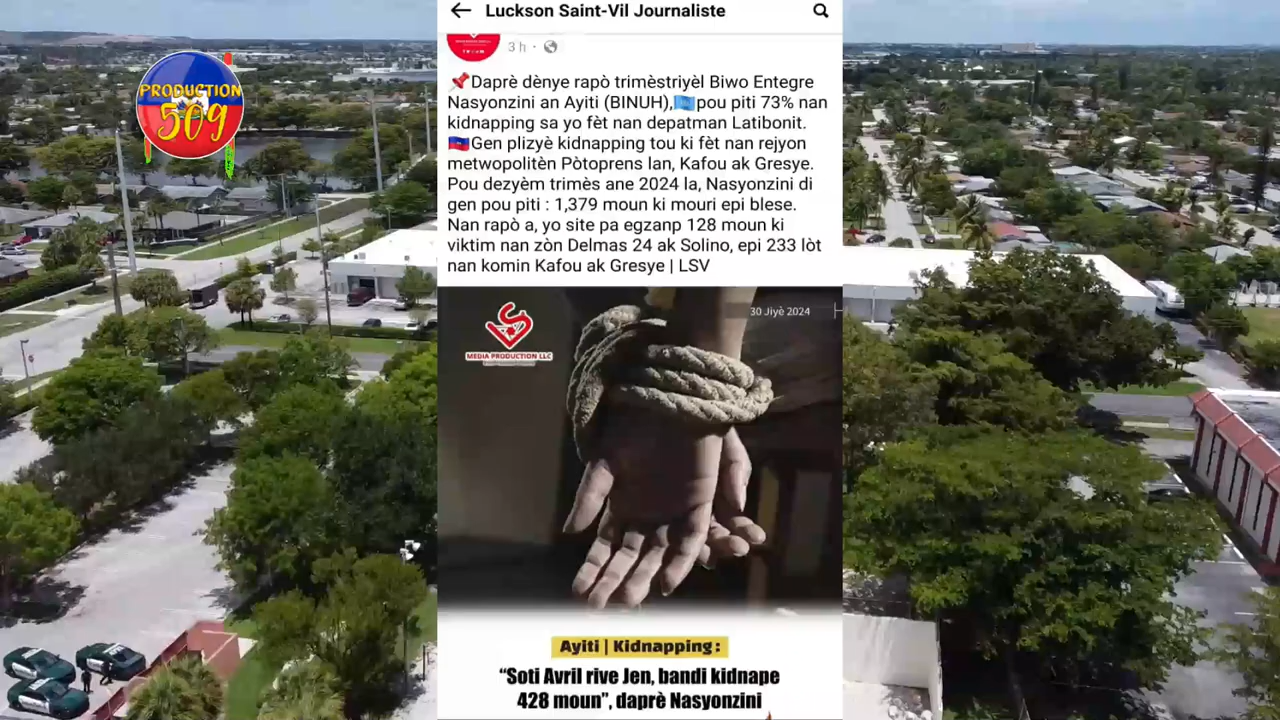 Luckson Saint-Vil Journaliste
PRODUCTION
509
3 h ·
📌Daprè dènye rapò trimèstriyèl Biwo Entegre
Nasyonzini an Ayiti (BINUH),🇺🇳pou piti 73% nan
kidnapping sa yo fèt nan depatman Latibonit.
🇭🇹Gen plizyè kidnapping tou ki fèt nan rejyon
metwopolitèn Pòtoprens lan, Kafou ak Gresye.
Pou dezyèm trimès ane 2024 la, Nasyonzini di
gen pou piti : 1,379 moun ki mouri epi blese.
Nan rapò a, yo site pa egzanp 128 moun ki
viktim nan zòn Delmas 24 ak Solino, epi 233 lòt
nan komin Kafou ak Gresye | LSV
30 Jiyè 2024
MEDIA PRODUCTION LLC
Ayiti | Kidnapping :
“Soti Avril rive Jen, bandi kidnape
428 moun”, daprè Nasyonzini